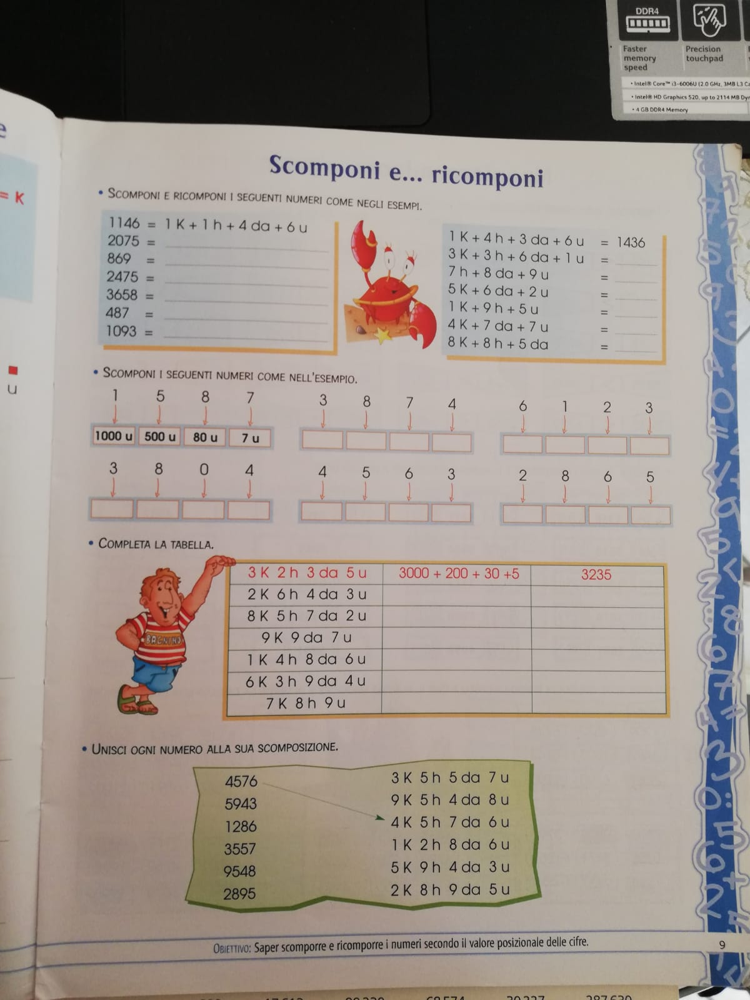 DDR4
Faster
memory
speed
Precision
touchpad
• Intel® Core™ i3-6006U (2.0 GHz, 3MB L3
• Intel® HD Graphics 520, up to 2114 MB
• 4 GB DDR4 Memory
e
= K
u
Scomponi e... ricomponi
• SCOMPONI E RICOMPONI I SEGUENTI NUMERI COME NEGLI ESEMPI.
1146 = 1 K + 1 h + 4 da + 6 u
2075 =
869 =
2475 =
3658 =
487 =
1093 =
1 K + 4 h + 3 da + 6 u = 1436
3 K + 3 h + 6 da + 1 u =
7 h + 8 da + 9 u =
5 K + 6 da + 2 u =
1 K + 9 h + 5 u =
4 K + 7 da + 7 u =
8 K + 8 h + 5 da =
• SCOMPONI I SEGUENTI NUMERI COME NELL'ESEMPIO.
1 5 8 7
1000 u 500 u 80 u 7 u
3 8 7 4
6 1 2 3
3 8 0 4
4 5 6 3
2 8 6 5
• COMPLETA LA TABELLA.
BAGNINO
3 K 2 h 3 da 5 u 3000 + 200 + 30 +5 3235
2 K 6 h 4 da 3 u
8 K 5 h 7 da 2 u
9 K 9 da 7 u
1 K 4 h 8 da 6 u
6 K 3 h 9 da 4 u
7 K 8 h 9 u
• UNISCI OGNI NUMERO ALLA SUA SCOMPOSIZIONE.
4576
5943
1286
3557
9548
2895
3 K 5 h 5 da 7 u
9 K 5 h 4 da 8 u
4 K 5 h 7 da 6 u
1 K 2 h 8 da 6 u
5 K 9 h 4 da 3 u
2 K 8 h 9 da 5 u
OBIETTIVO: Saper scomporre e ricomporre i numeri secondo il valore posizionale delle cifre.
9